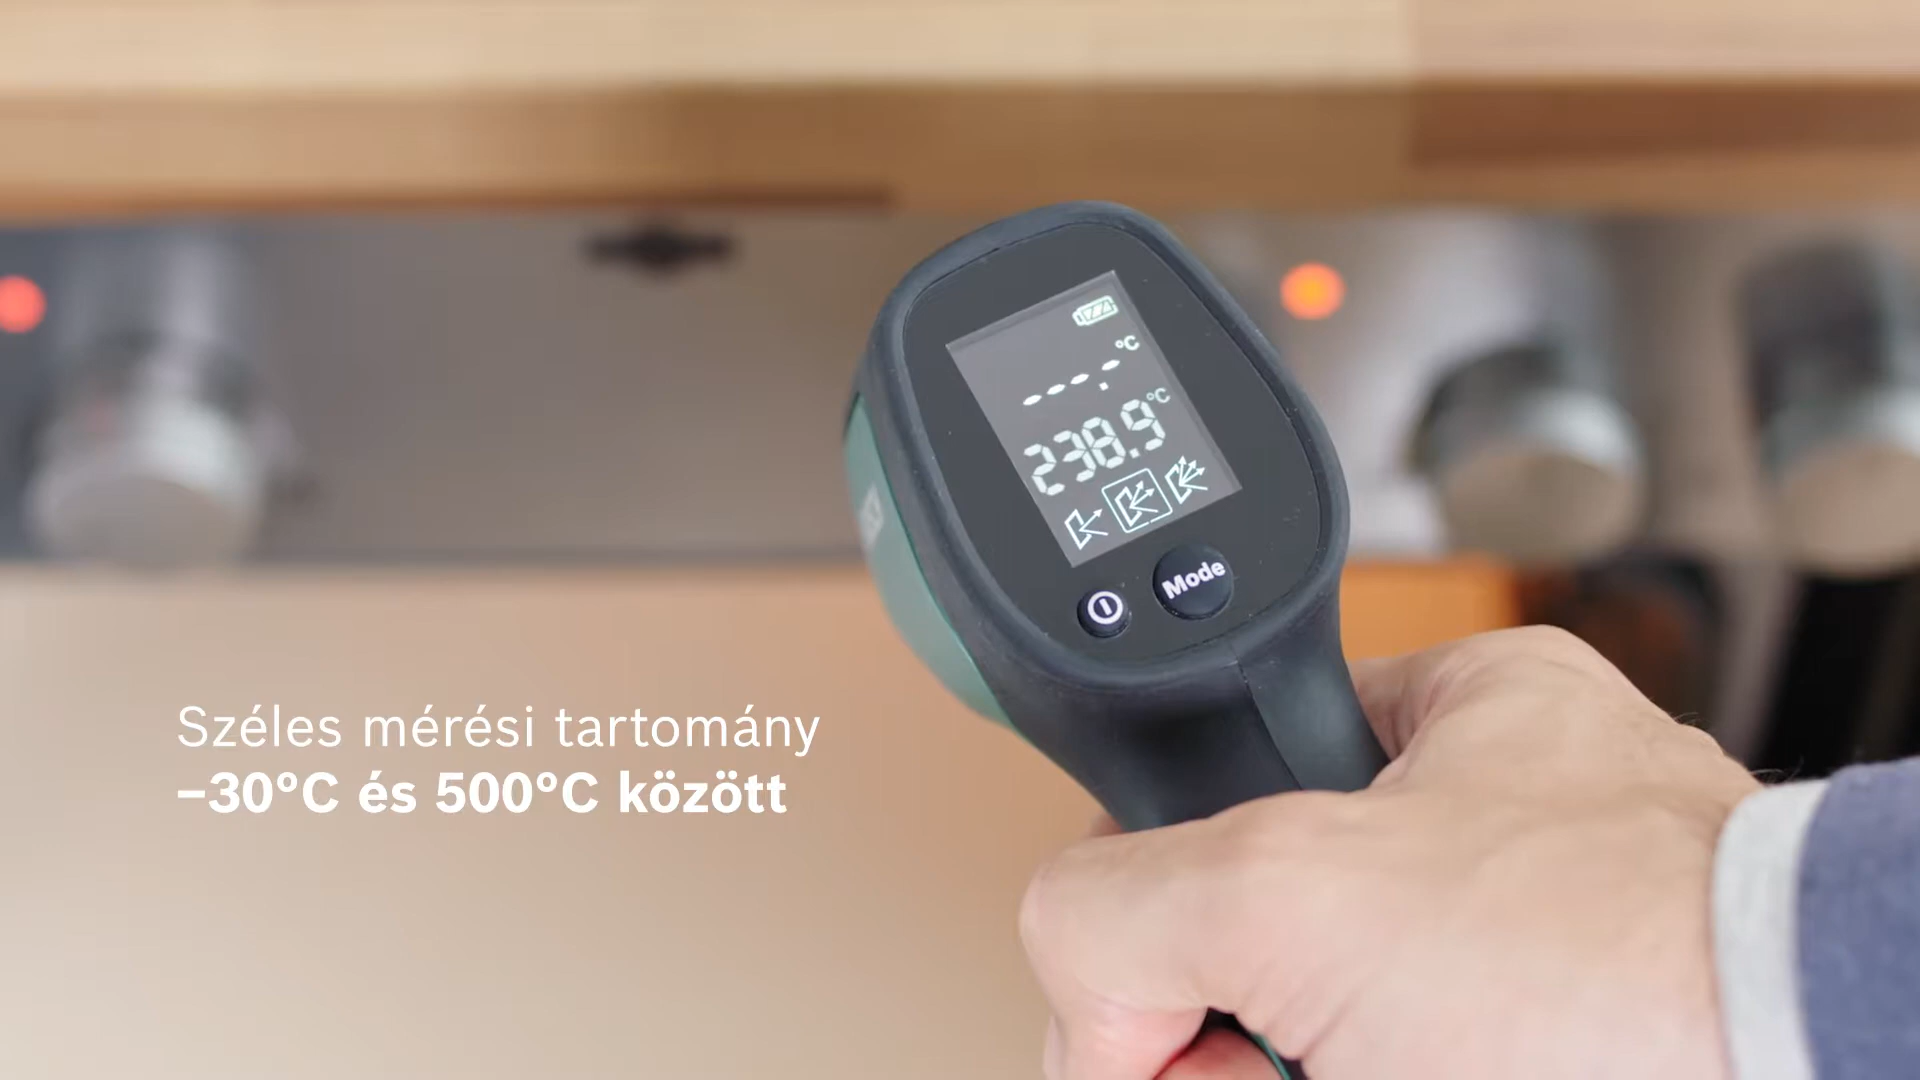 °C
---.-
238.9 °C
Mode
Széles mérési tartomány
–30°C és 500°C között